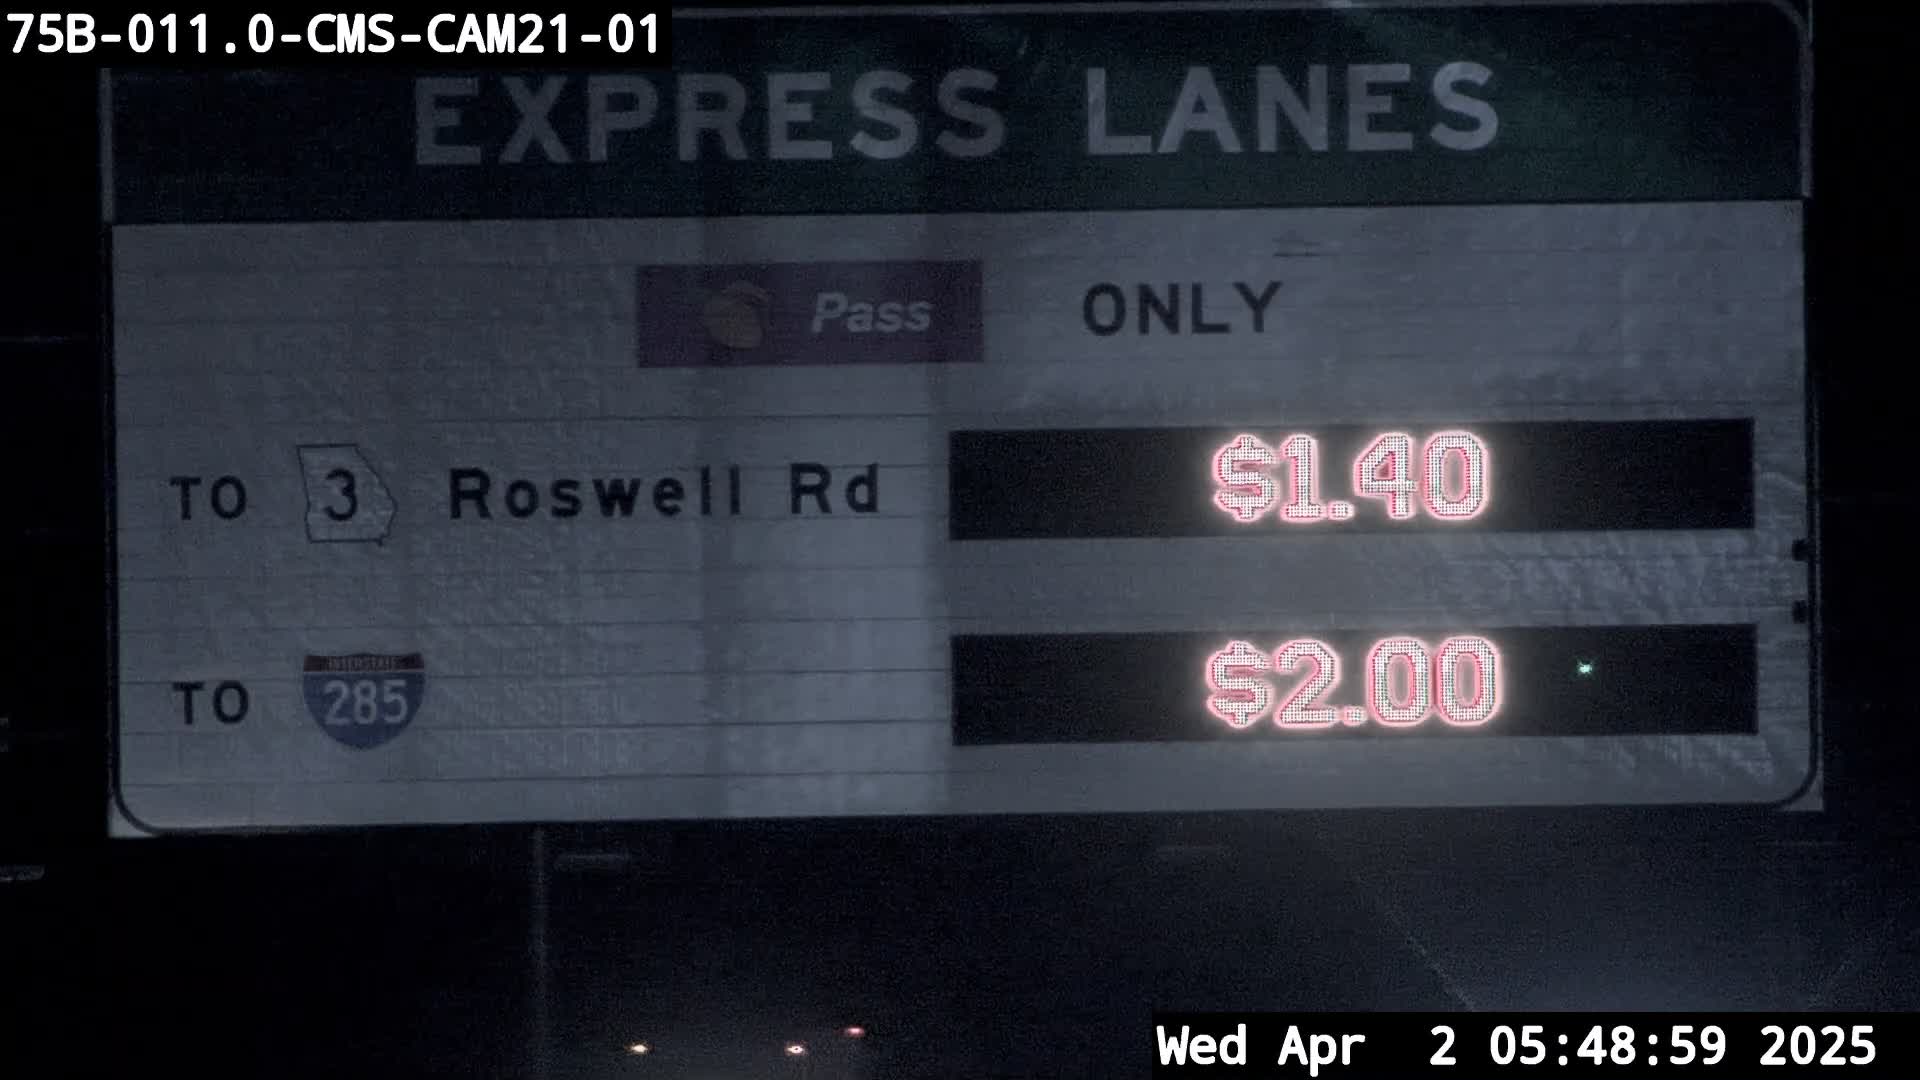 75B-011.0-CMS-CAM21-01
EXPRESS LANES
Pass ONLY
TO 3 Roswell Rd $1.40
INTERSTATE
TO 285 $2.00
Wed Apr 2 05:48:59 2025